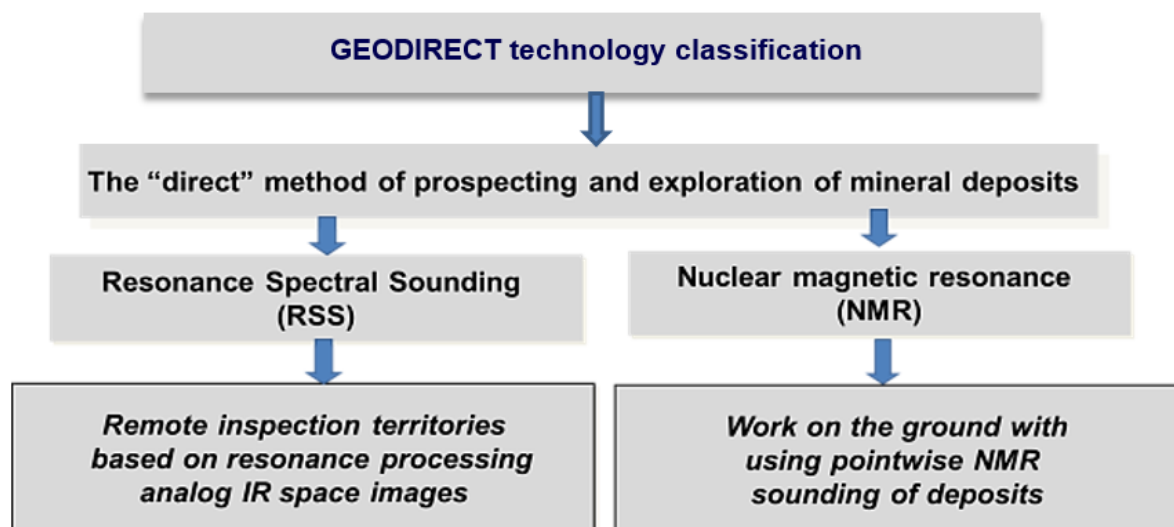 GEODIRECT technology classification
The “direct” method of prospecting and exploration of mineral deposits
Resonance Spectral Sounding
(RSS)
Nuclear magnetic resonance
(NMR)
Remote inspection territories
based on resonance processing
analog IR space images
Work on the ground with
using pointwise NMR
sounding of deposits